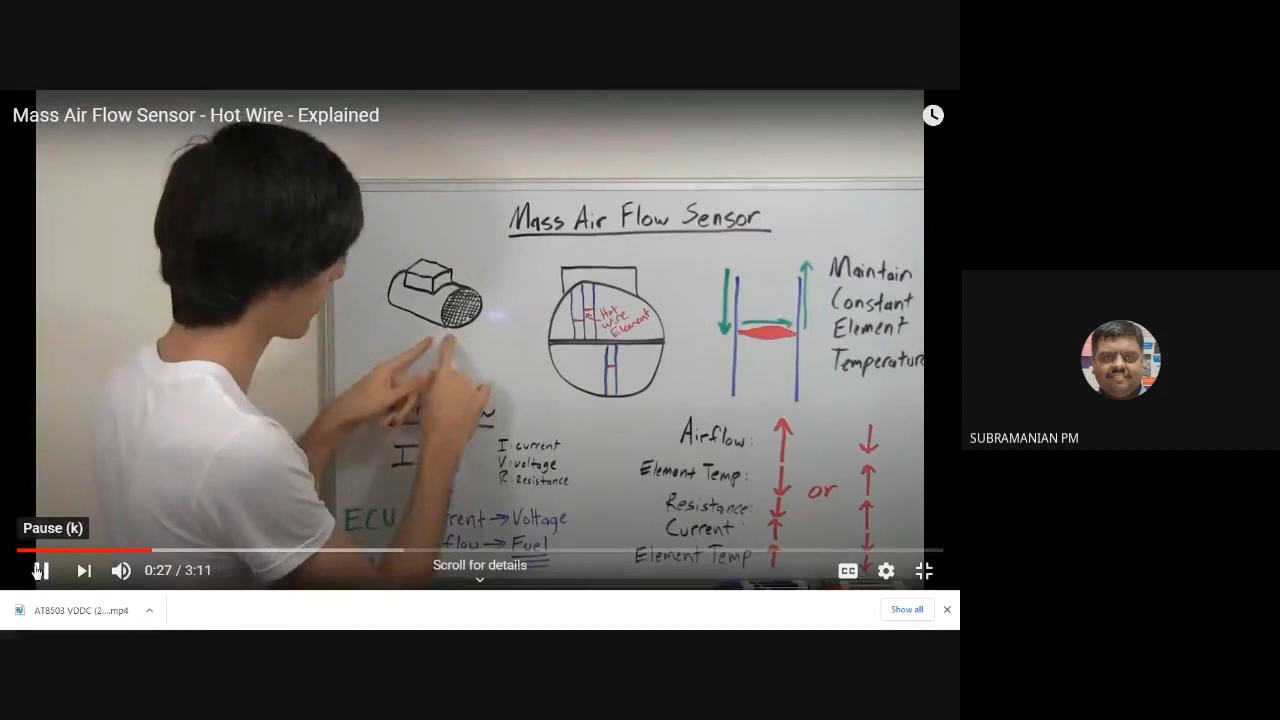 Mass Air Flow Sensor - Hot Wire - Explained
Mass Air Flow Sensor
Hot
Wire
Element
Maintain
Constant
Element
Temperature
I: current
V: voltage
R: Resistance
I
ECU
→ Voltage
flow → Fuel
Airflow:
Element Temp:
Resistance:
Current:
Element Temp
or
Pause (k)
0:27 / 3:11
Scroll for details
CC
AT8503 VDDC (2....mp4
Show all
SUBRAMANIAN PM